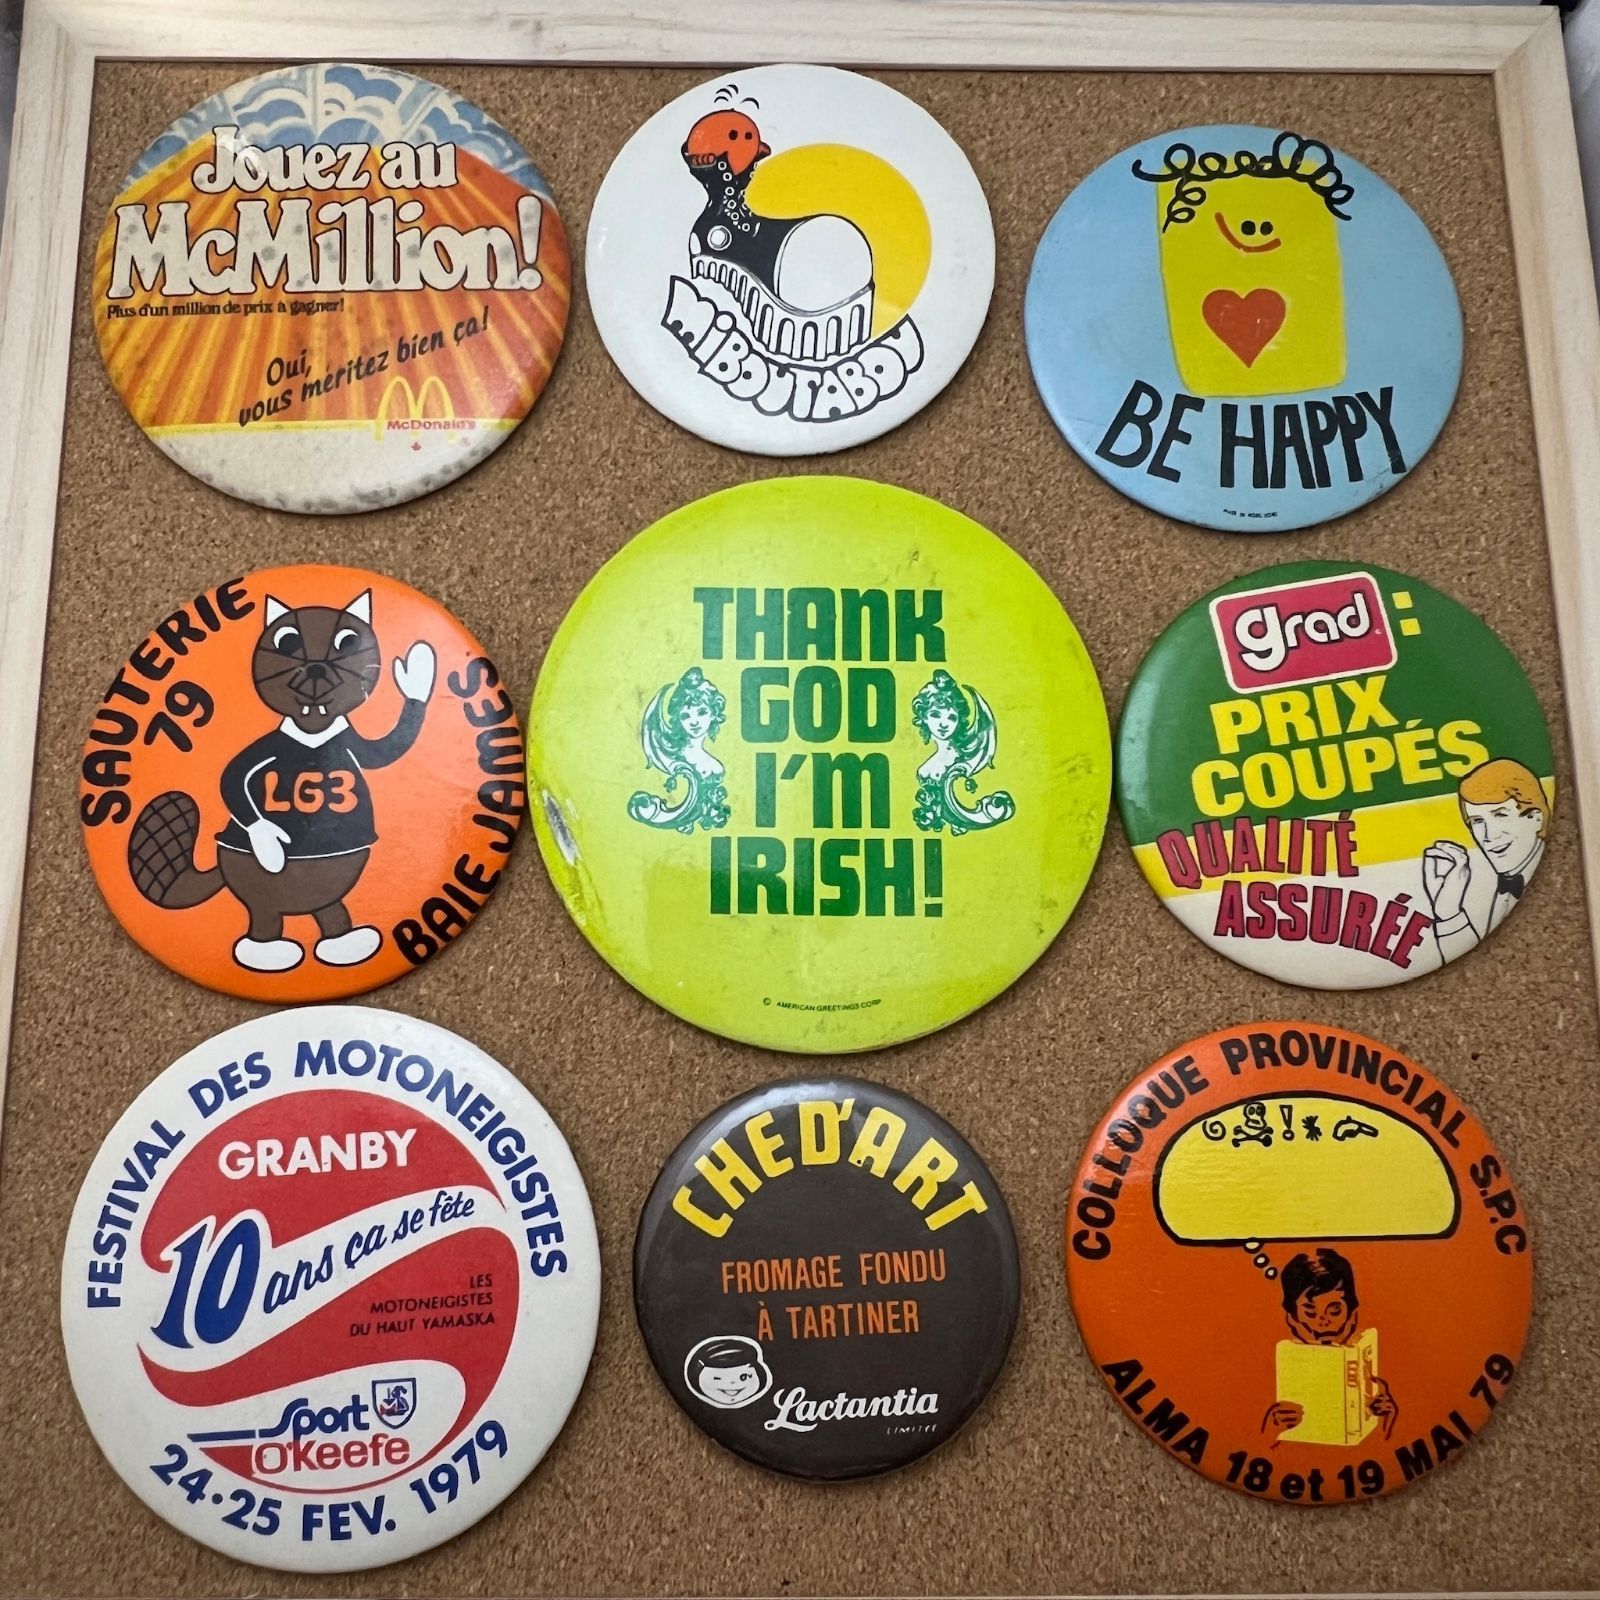 Jouez au
McMillion!
Plus d'un million de prix à gagner!
Oui,
vous méritez bien ça!
McDonald's
MIBOUTABOU
BE HAPPY
SAUTERIE
79
LG3
BAIE JAMES
THANK
GOD
I'M
IRISH!
© AMERICAN GREETINGS CORP
grad:
PRIX
COUPÉS
QUALITÉ
ASSURÉE
FESTIVAL DES MOTONEIGISTES
GRANBY
10 ans ça se fête
LES
MOTONEIGISTES
DU HAUT YAMASKA
Sport
O'Keefe
24·25 FEV. 1979
CHED'ART
FROMAGE FONDU
À TARTINER
Lactantia
LIMITÉE
COLLOQUE PROVINCIAL S.P.C
ALMA 18 et 19 MAI 79